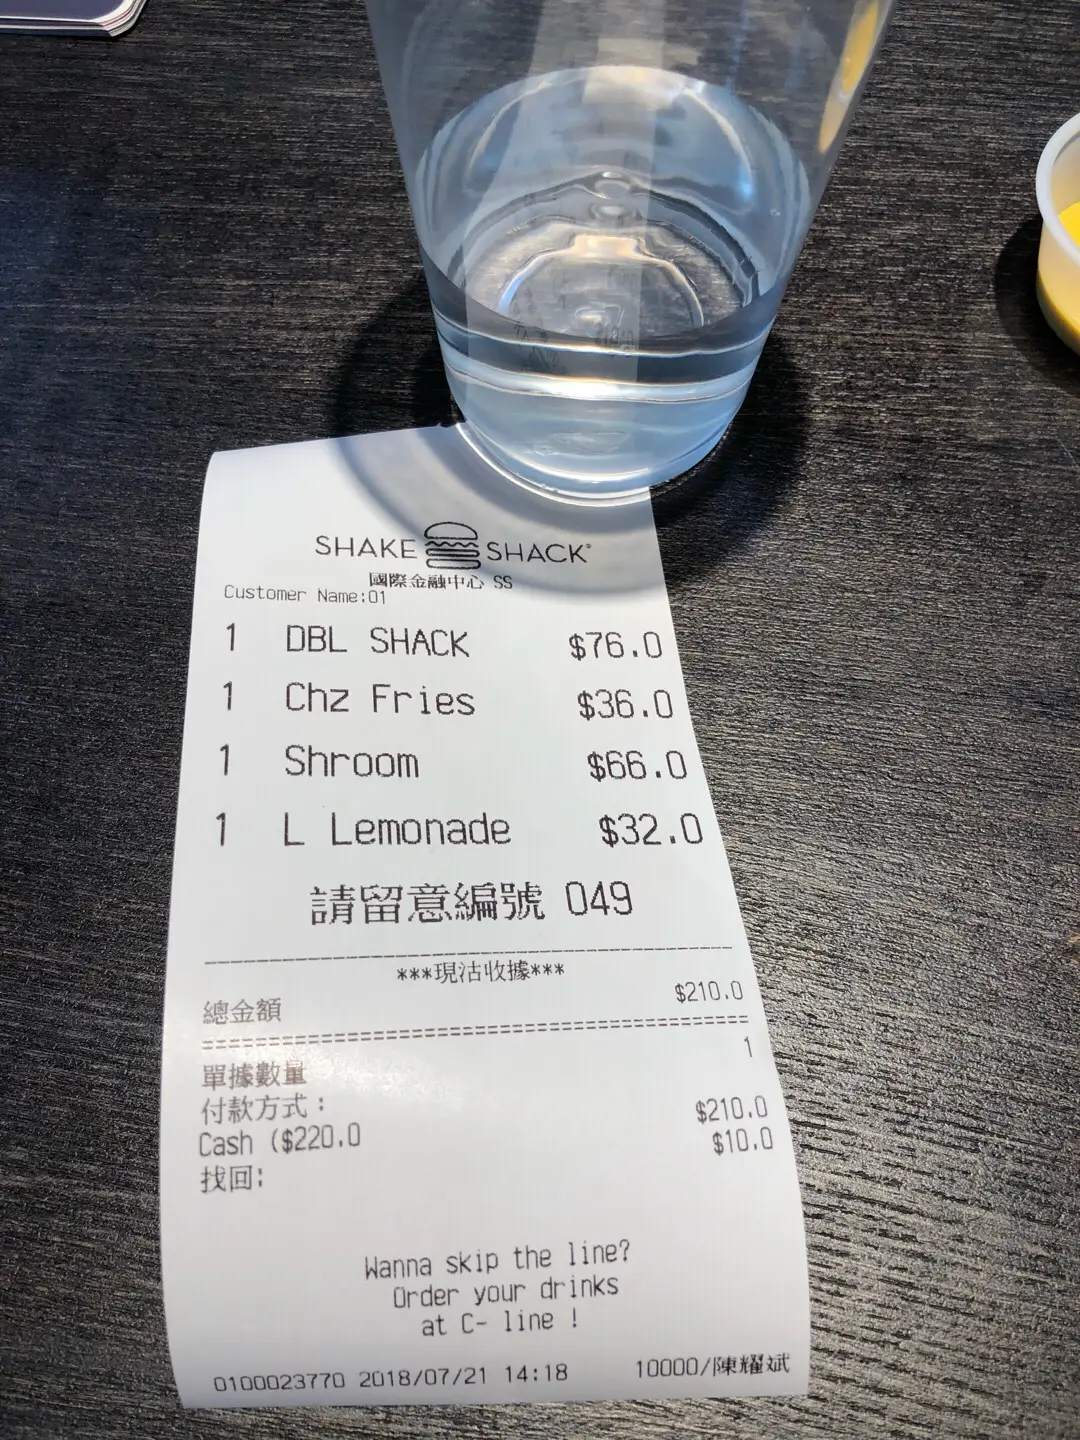 SHAKE SHACK®
國際金融中心 SS
Customer Name:01
1 DBL SHACK $76.0
1 Chz Fries $36.0
1 Shroom $66.0
1 L Lemonade $32.0
請留意編號 049
***現沽收據***
總金額 $210.0
單據數量 1
付款方式：
Cash ($220.0 $210.0
找回: $10.0
Wanna skip the line?
Order your drinks
at C- line !
0100023770 2018/07/21 14:18 10000/陳耀斌